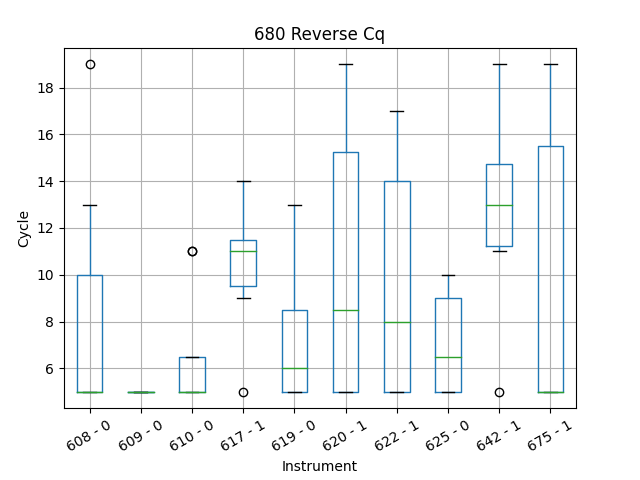 680 Reverse Cq
18
16
14
12
10
8
6
Cycle
608 - 0
609 - 0
610 - 0
617 - 1
619 - 0
620 - 1
622 - 1
625 - 0
642 - 1
675 - 1
Instrument